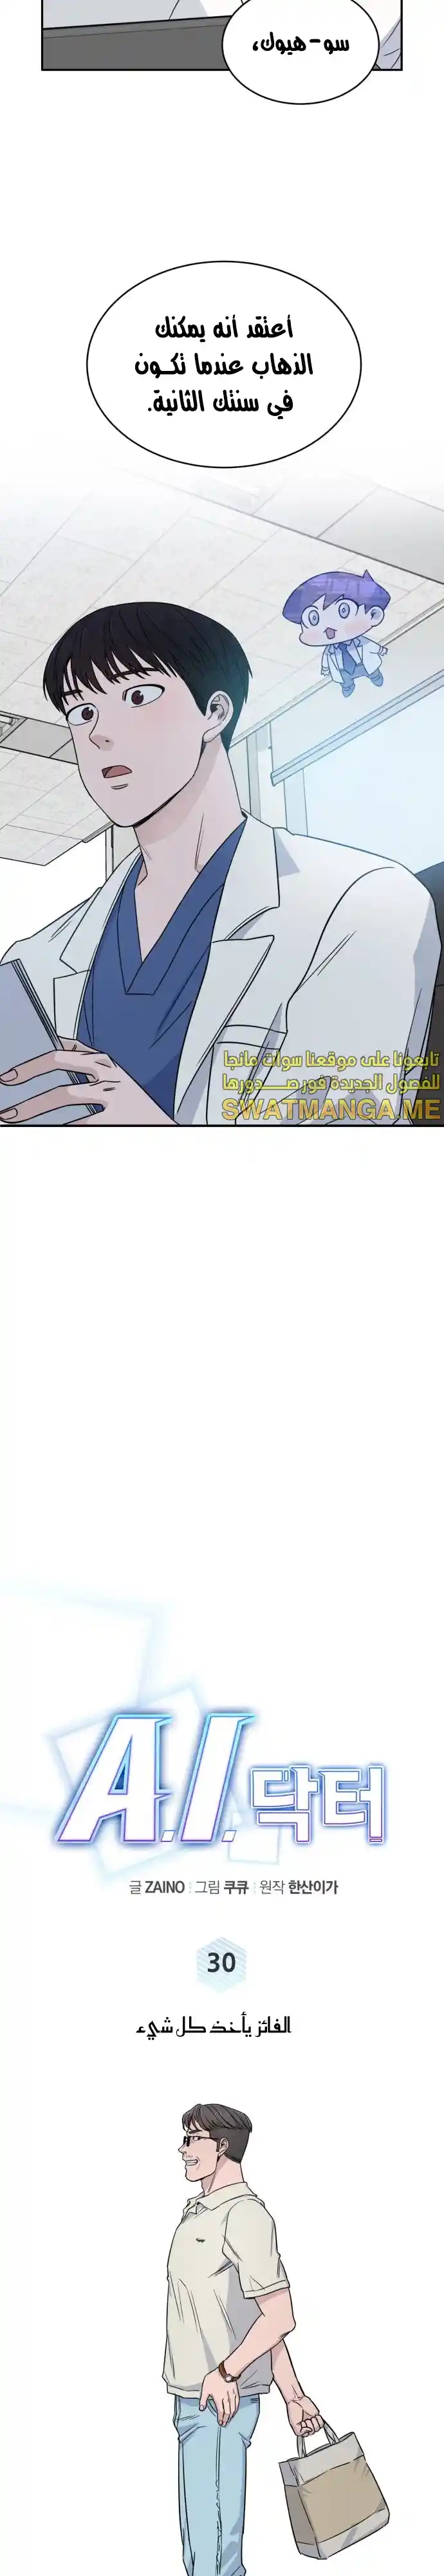 سو-هيوك،
أعتقد أنه يمكنك
الذهاب عندما تكون
في سنتك الثانية.
تابعونا على موقعنا سوات مانجا
للفصول الجديدة فور صدورها
SWATMANGA ME
A.I. 닥터
글 ZAINO 그림 쿠큐 원작 한산이가
30
الفائز يأخذ كل شيء